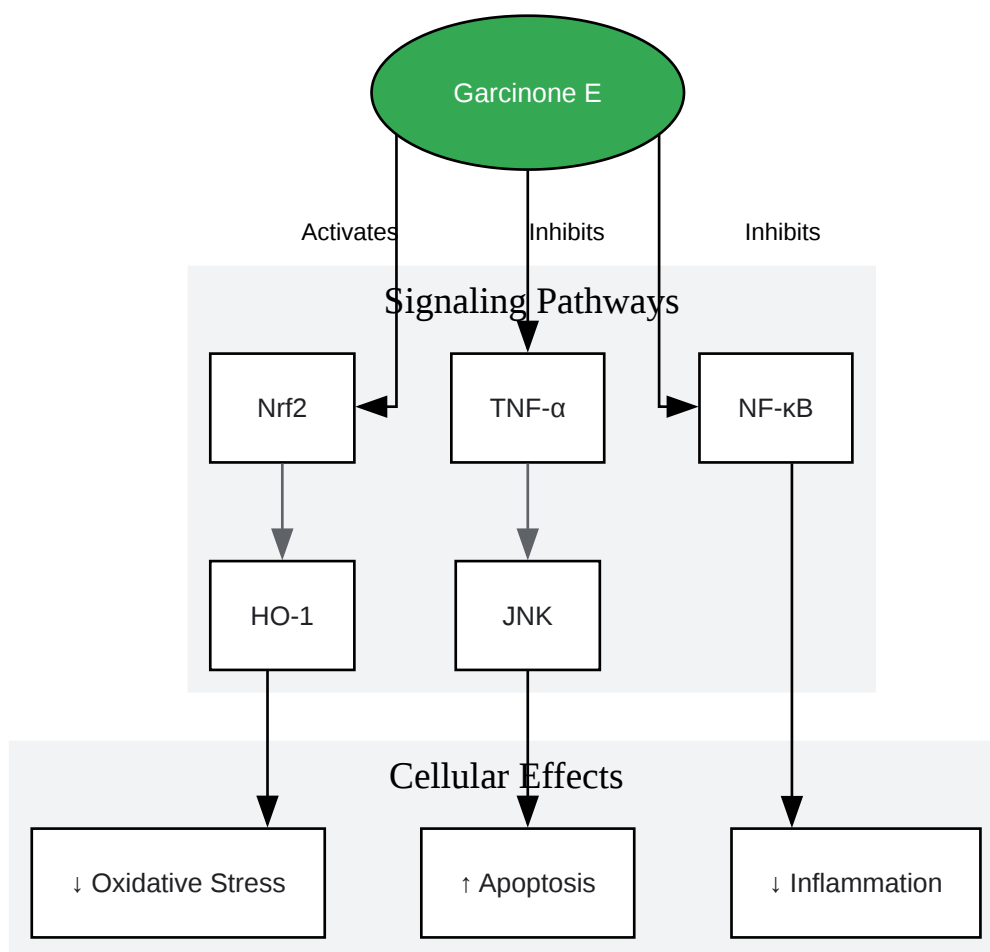 Garcinone E
Activates
Inhibits
Inhibits
Signaling Pathways
Nrf2
TNF-α
NF-κB
HO-1
JNK
Cellular Effects
↓ Oxidative Stress
↑ Apoptosis
↓ Inflammation